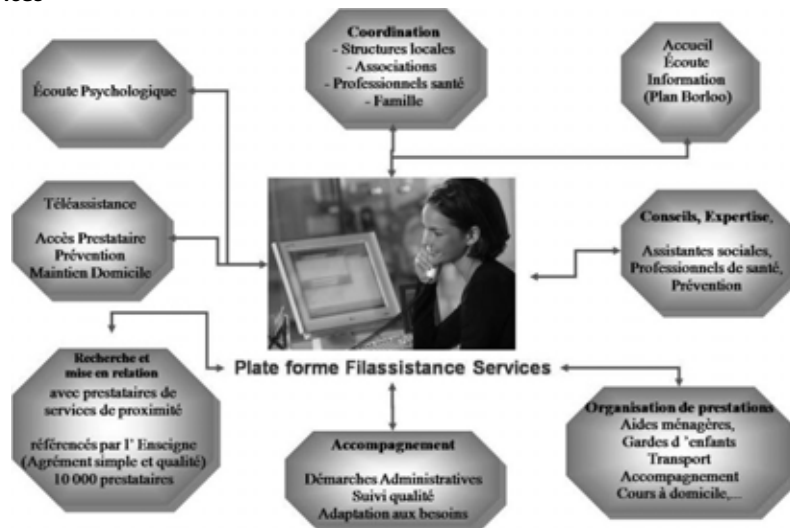 Coordination
- Structures locales
- Associations
- Professionnels santé
- Famille
Accueil
Écoute
Information
(Plan Borloo)
Écoute Psychologique
Téléassistance
Accès Prestataire
Prévention
Maintien Domicile
Conseils, Expertise,
Assistantes sociales,
Professionnels de santé,
Prévention
Plate forme Filassistance Services
Recherche et
mise en relation
avec prestataires de
services de proximité
référencés par l' Enseigne
(Agrément simple et qualité)
10 000 prestataires
Accompagnement
Démarches Administratives
Suivi qualité
Adaptation aux besoins
Organisation de prestations
Aides ménagères,
Gardes d 'enfants
Transport
Accompagnement
Cours à domicile,...